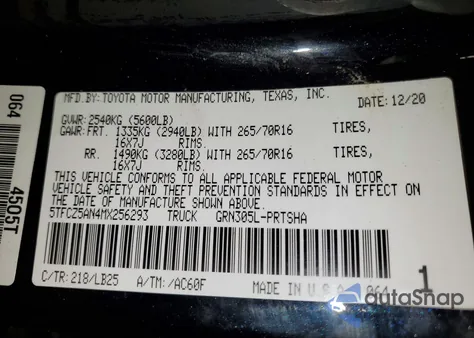 MFD.BY:TOYOTA MOTOR MANUFACTURING, TEXAS, INC.
DATE:12/20
GVWR:2540KG (5600LB)
GAWR:FRT. 1335KG (2940LB) WITH 265/70R16 TIRES,
16X7J RIMS.
RR. 1490KG (3280LB) WITH 265/70R16 TIRES,
16X7J RIMS.
THIS VEHICLE CONFORMS TO ALL APPLICABLE FEDERAL MOTOR
VEHICLE SAFETY AND THEFT PREVENTION STANDARDS IN EFFECT ON
THE DATE OF MANUFACTURE SHOWN ABOVE.
5TFCZ5AN4MX256293 TRUCK GRN305L-PRTSHA
C/TR:218/LB25 A/TM:/AC60F MADE IN U.S.A. 064 1
064 4505T
autaSnap